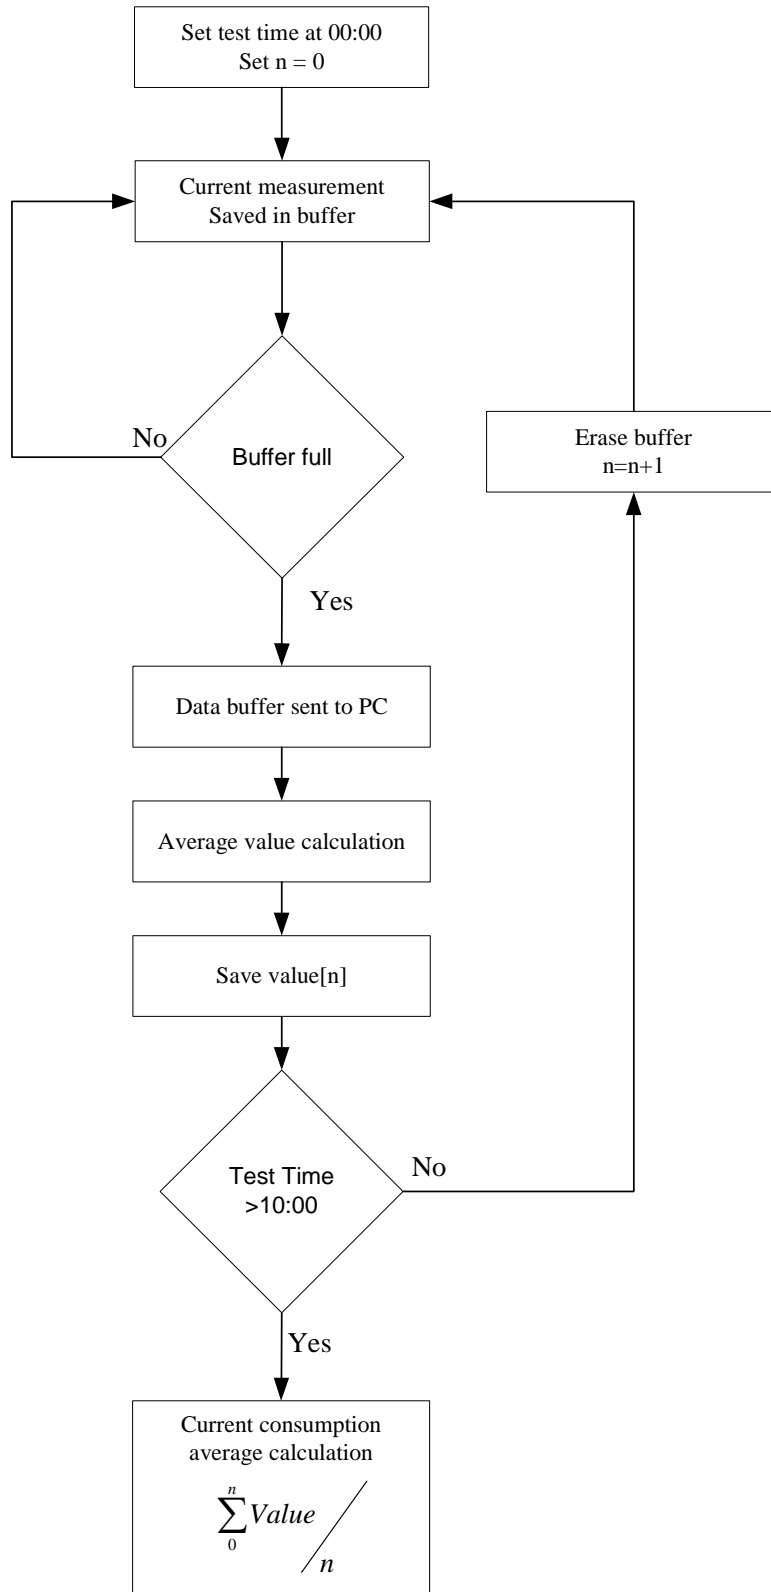 Set test time at 00:00
Set n = 0
Current measurement
Saved in buffer
No
Buffer full
Erase buffer
n=n+1
Yes
Data buffer sent to PC
Average value calculation
Save value[n]
Test Time
>10:00
No
Yes
Current consumption
average calculation
n
∑ Value
0
/ n